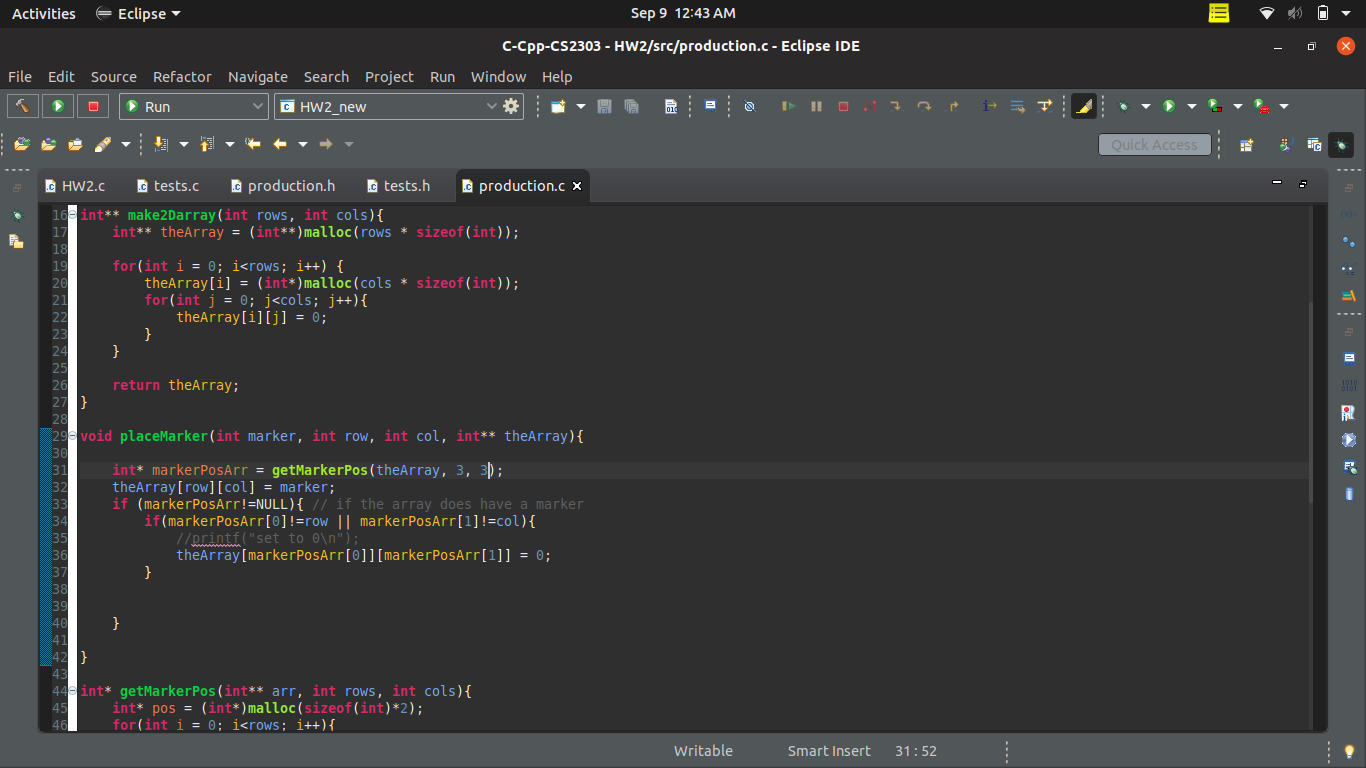 Activities Eclipse Sep 9 12:43 AM
C-Cpp-CS2303 - HW2/src/production.c - Eclipse IDE
File Edit Source Refactor Navigate Search Project Run Window Help
Run HW2_new
Quick Access
HW2.c tests.c production.h tests.h production.c
16 int** make2Darray(int rows, int cols){
17 int** theArray = (int**)malloc(rows * sizeof(int));
18
19 for(int i = 0; i<rows; i++) {
20 theArray[i] = (int*)malloc(cols * sizeof(int));
21 for(int j = 0; j<cols; j++){
22 theArray[i][j] = 0;
23 }
24 }
25
26 return theArray;
27 }
28
29 void placeMarker(int marker, int row, int col, int** theArray){
30
31 int* markerPosArr = getMarkerPos(theArray, 3, 3);
32 theArray[row][col] = marker;
33 if (markerPosArr!=NULL){ // if the array does have a marker
34 if(markerPosArr[0]!=row || markerPosArr[1]!=col){
35 //printf("set to 0\n");
36 theArray[markerPosArr[0]][markerPosArr[1]] = 0;
37 }
38
39
40 }
41
42 }
43
44 int* getMarkerPos(int** arr, int rows, int cols){
45 int* pos = (int*)malloc(sizeof(int)*2);
46 for(int i = 0; i<rows; i++){
Writable Smart Insert 31 : 52